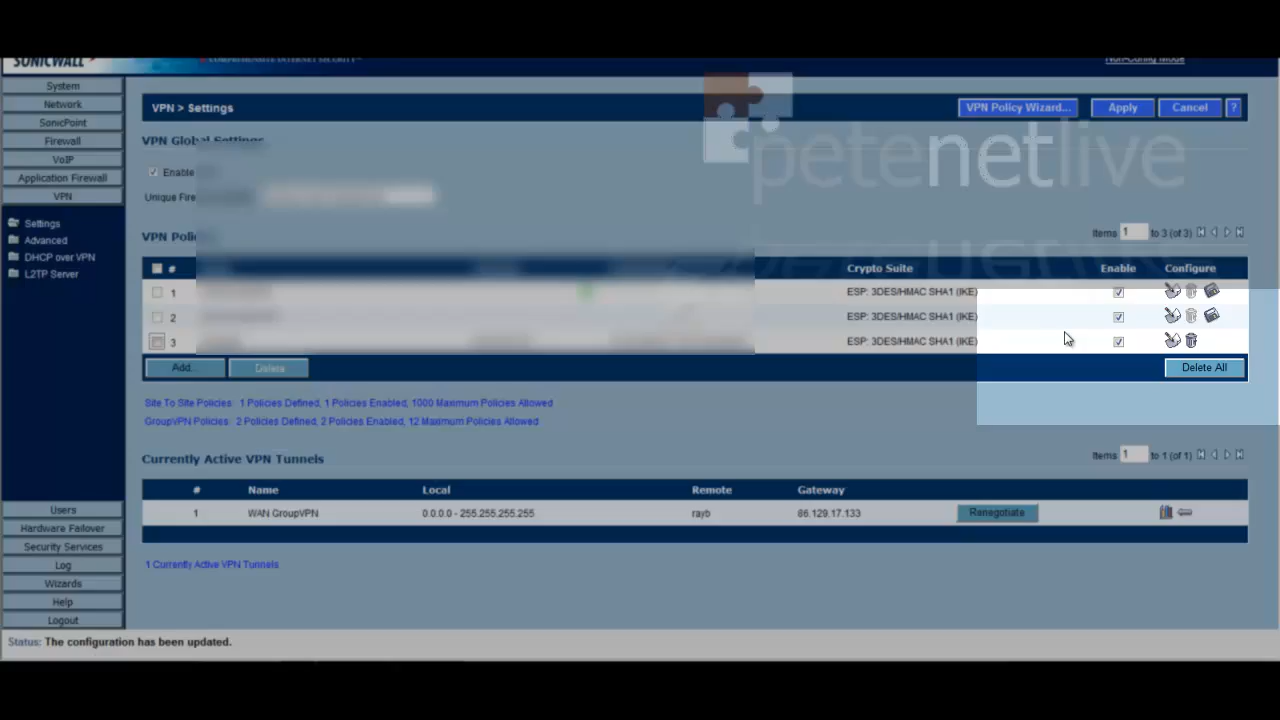 SONICWALL
COMPREHENSIVE INTERNET SECURITY™
Non-Config Mode
System
Network
SonicPoint
Firewall
VoIP
Application Firewall
VPN
Settings
Advanced
DHCP over VPN
L2TP Server
Users
Hardware Failover
Security Services
Log
Wizards
Help
Logout
VPN > Settings
VPN Policy Wizard... Apply Cancel ?
petenetlive
VPN Global Settings
Enable
Unique Fire
VPN Poli
Items 1 to 3 (of 3)
# Crypto Suite Enable Configure
1 ESP: 3DES/HMAC SHA1 (IKE)
2 ESP: 3DES/HMAC SHA1 (IKE)
3 ESP: 3DES/HMAC SHA1 (IKE)
Add... Delete Delete All
Site To Site Policies: 1 Policies Defined, 1 Policies Enabled, 1000 Maximum Policies Allowed
GroupVPN Policies: 2 Policies Defined, 2 Policies Enabled, 12 Maximum Policies Allowed
Currently Active VPN Tunnels
Items 1 to 1 (of 1)
# Name Local Remote Gateway
1 WAN GroupVPN 0.0.0.0 - 255.255.255.255 rayb 86.129.17.133 Renegotiate
1 Currently Active VPN Tunnels
Status: The configuration has been updated.